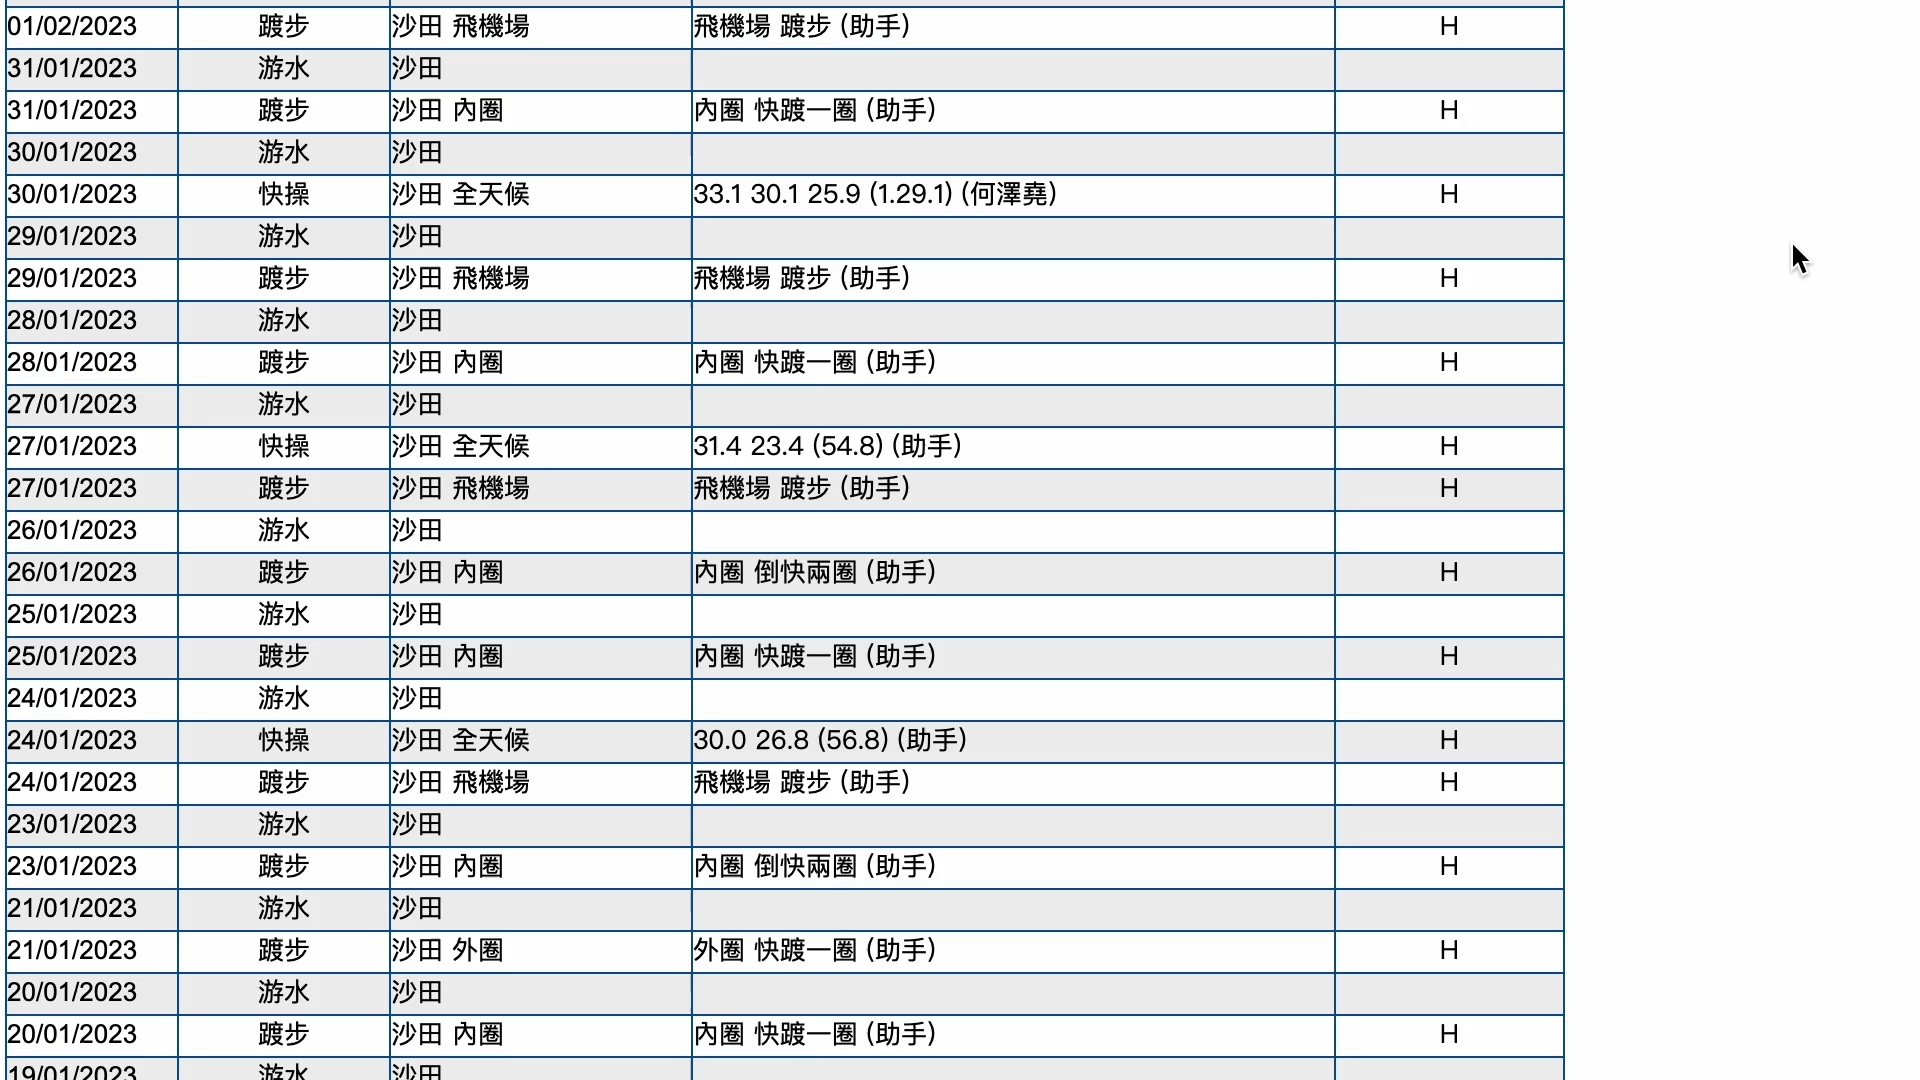 01/02/2023 踱步 沙田 飛機場 飛機場 踱步 (助手) H
31/01/2023 游水 沙田
31/01/2023 踱步 沙田 內圈 內圈 快踱一圈 (助手) H
30/01/2023 游水 沙田
30/01/2023 快操 沙田 全天候 33.1 30.1 25.9 (1.29.1) (何澤堯) H
29/01/2023 游水 沙田
29/01/2023 踱步 沙田 飛機場 飛機場 踱步 (助手) H
28/01/2023 游水 沙田
28/01/2023 踱步 沙田 內圈 內圈 快踱一圈 (助手) H
27/01/2023 游水 沙田
27/01/2023 快操 沙田 全天候 31.4 23.4 (54.8) (助手) H
27/01/2023 踱步 沙田 飛機場 飛機場 踱步 (助手) H
26/01/2023 游水 沙田
26/01/2023 踱步 沙田 內圈 內圈 倒快兩圈 (助手) H
25/01/2023 游水 沙田
25/01/2023 踱步 沙田 內圈 內圈 快踱一圈 (助手) H
24/01/2023 游水 沙田
24/01/2023 快操 沙田 全天候 30.0 26.8 (56.8) (助手) H
24/01/2023 踱步 沙田 飛機場 飛機場 踱步 (助手) H
23/01/2023 游水 沙田
23/01/2023 踱步 沙田 內圈 內圈 倒快兩圈 (助手) H
21/01/2023 游水 沙田
21/01/2023 踱步 沙田 外圈 外圈 快踱一圈 (助手) H
20/01/2023 游水 沙田
20/01/2023 踱步 沙田 內圈 內圈 快踱一圈 (助手) H
19/01/2023 游水 沙田